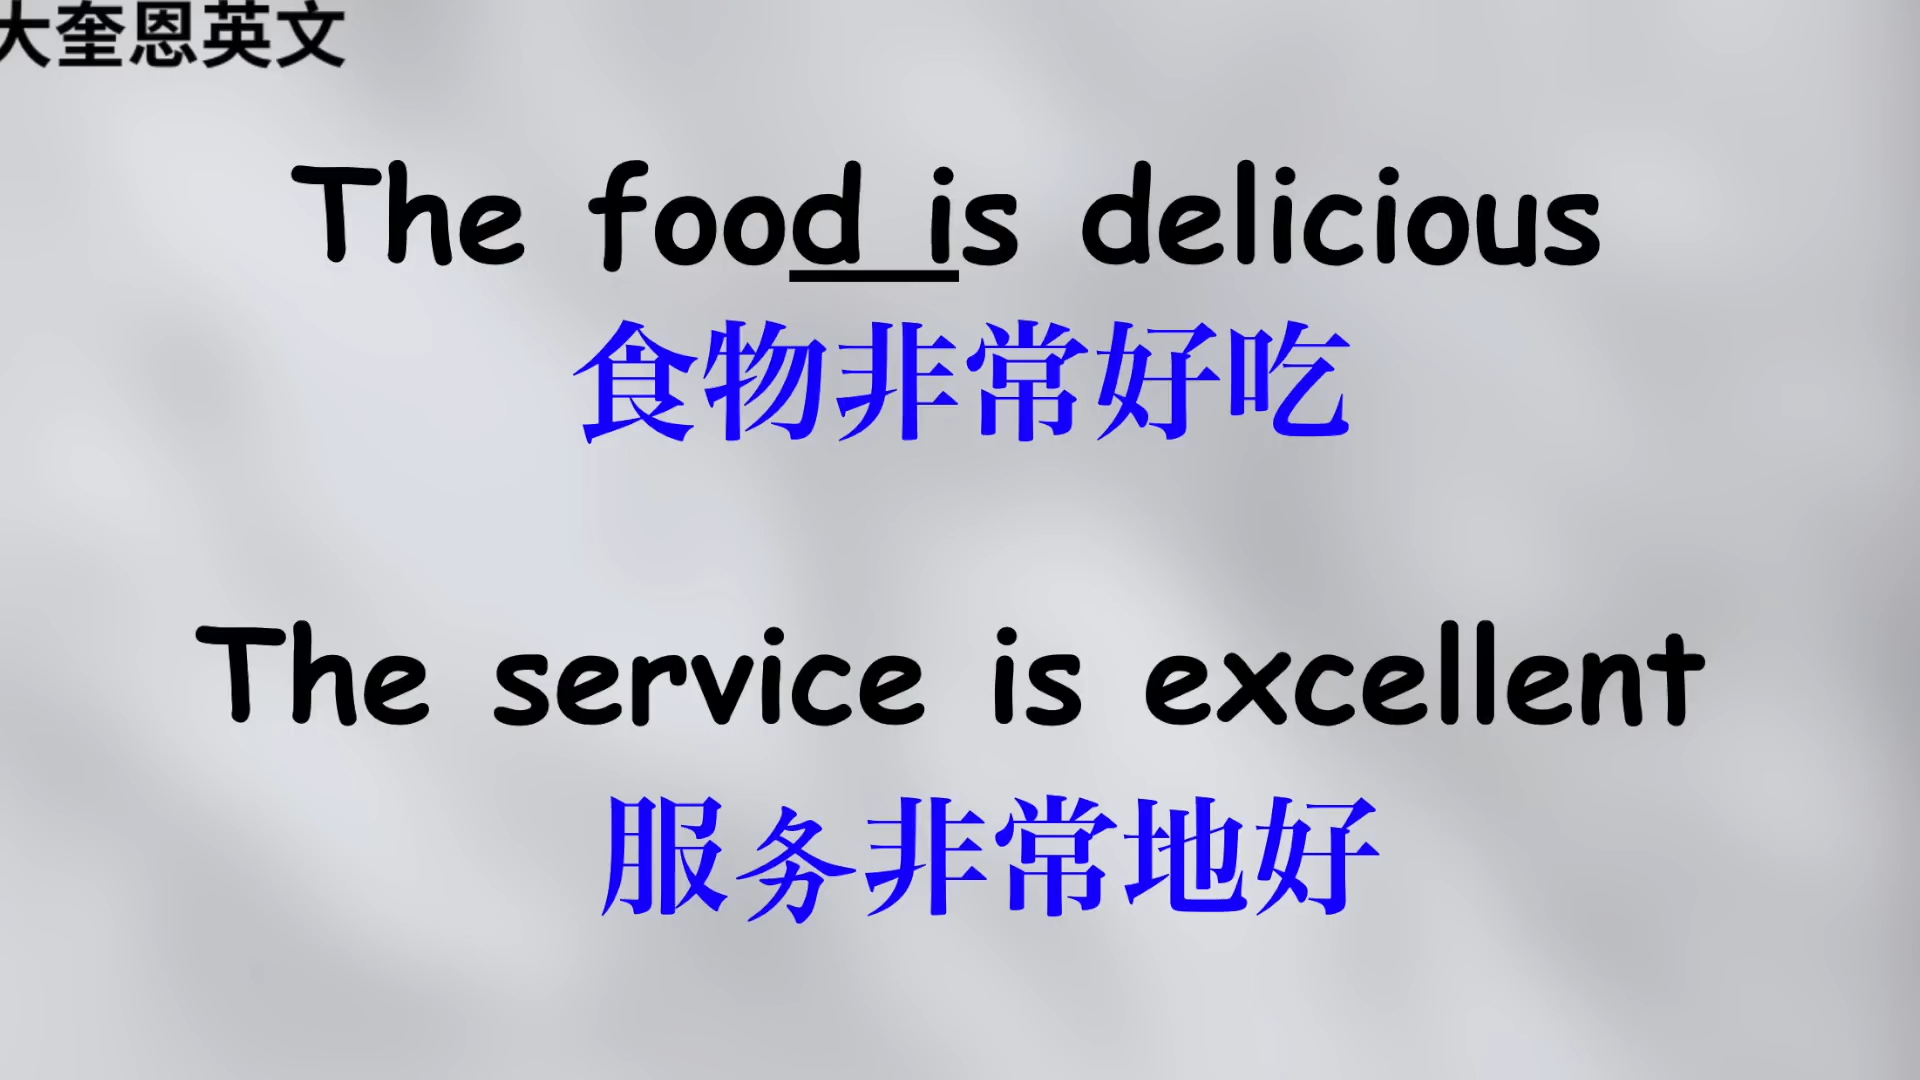 大奎恩英文
The food is delicious
食物非常好吃
The service is excellent
服务非常地好